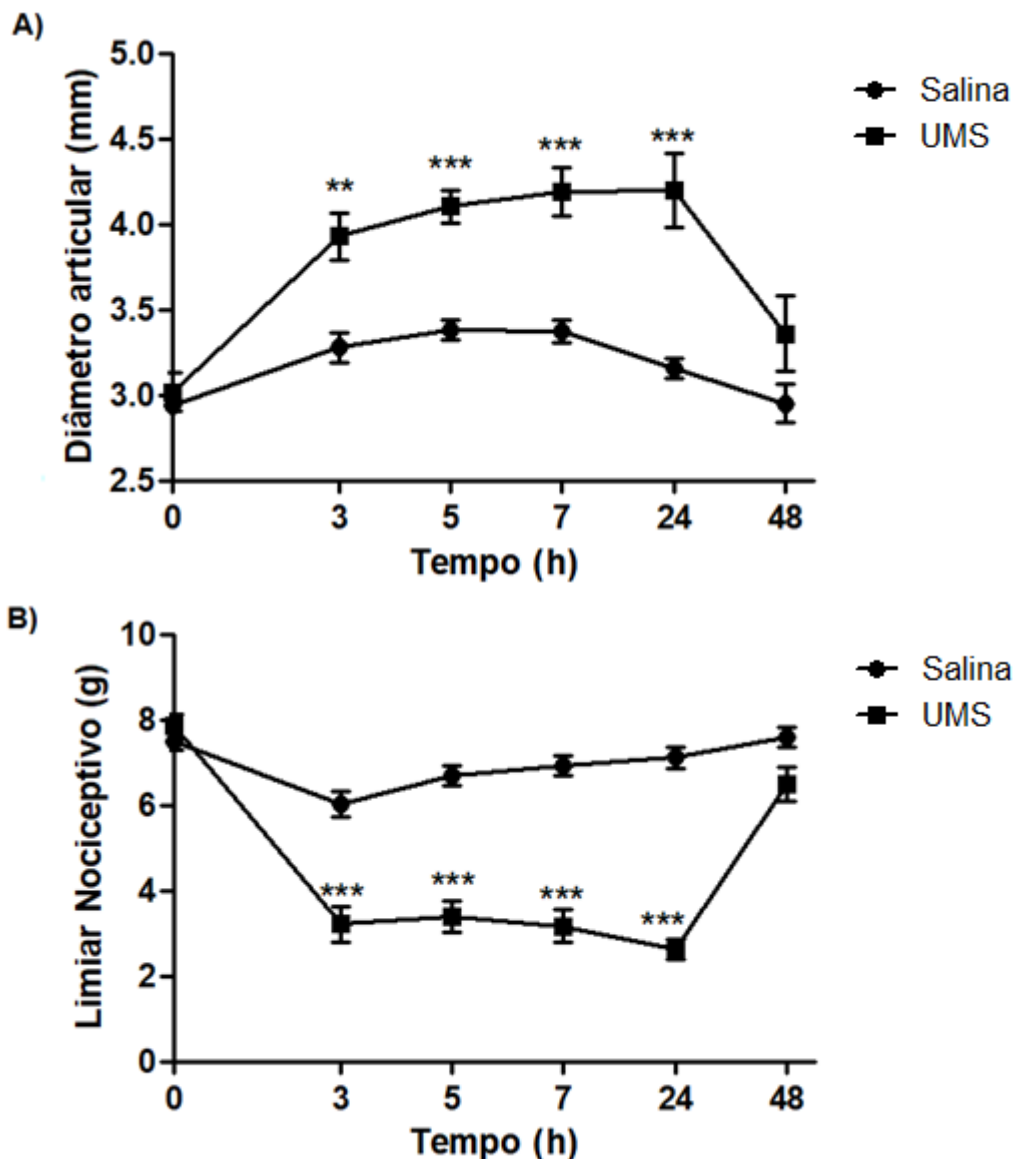 A)
Diâmetro articular (mm)
5.0
4.5
4.0
3.5
3.0
2.5
**
***
***
***
0 3 5 7 24 48
Tempo (h)
Salina
UMS
B)
Limiar Nociceptivo (g)
10
8
6
4
2
0
***
***
***
***
0 3 5 7 24 48
Tempo (h)
Salina
UMS